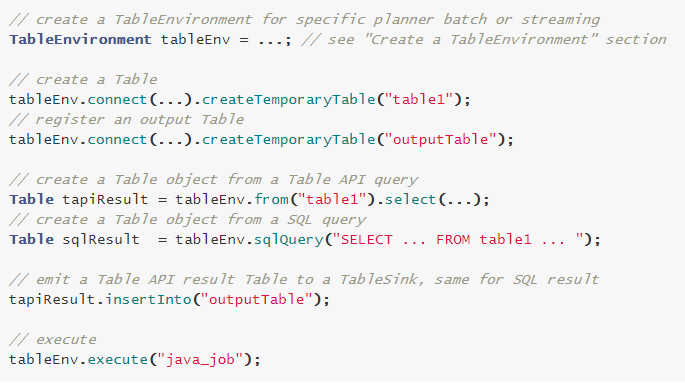 // create a TableEnvironment for specific planner batch or streaming
TableEnvironment tableEnv = ...; // see "Create a TableEnvironment" section
// create a Table
tableEnv.connect(...).createTemporaryTable("table1");
// register an output Table
tableEnv.connect(...).createTemporaryTable("outputTable");
// create a Table object from a Table API query
Table tapiResult = tableEnv.from("table1").select(...);
// create a Table object from a SQL query
Table sqlResult  = tableEnv.sqlQuery("SELECT ... FROM table1 ... ");
// emit a Table API result Table to a TableSink, same for SQL result
tapiResult.insertInto("outputTable");
// execute
tableEnv.execute("java_job");